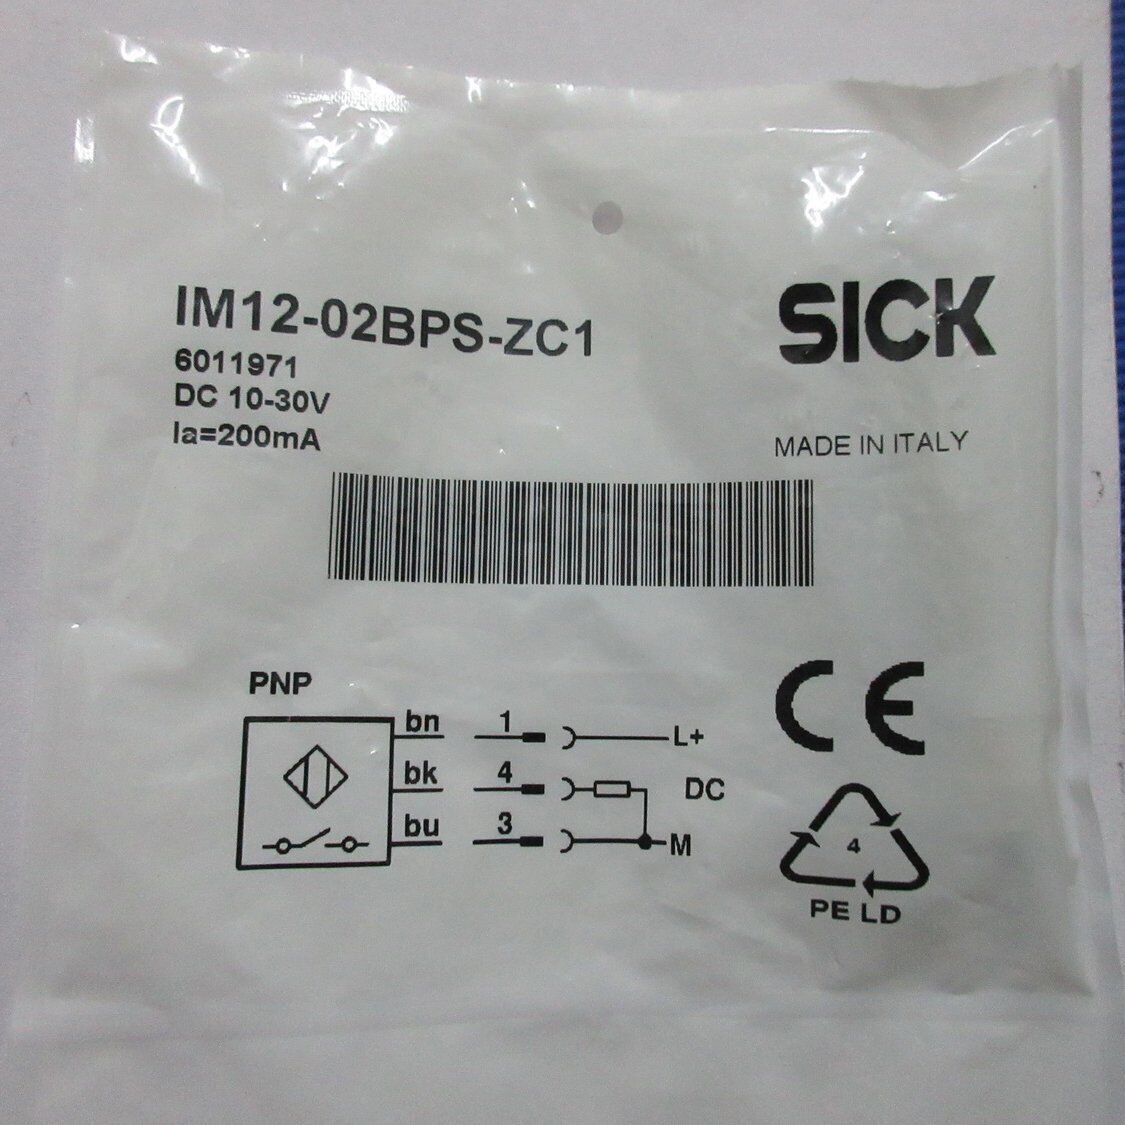 IM12-02BPS-ZC1
6011971
DC 10-30V
Ia=200mA
SICK
MADE IN ITALY
PNP
bn 1 L+
bk 4 DC
bu 3 M
CE
4
PE LD